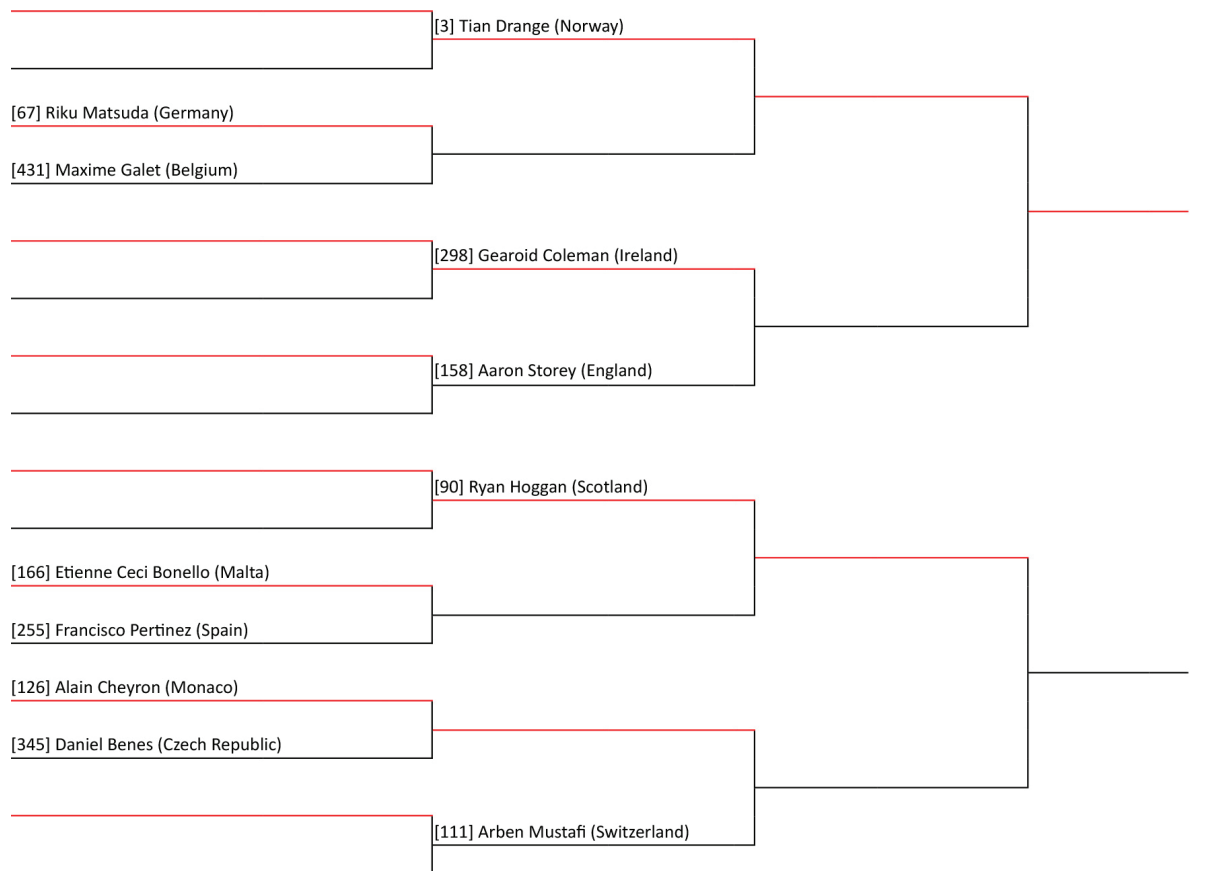 [3] Tian Drange (Norway)
[67] Riku Matsuda (Germany)
[431] Maxime Galet (Belgium)
[298] Gearoid Coleman (Ireland)
[158] Aaron Storey (England)
[90] Ryan Hoggan (Scotland)
[166] Etienne Ceci Bonello (Malta)
[255] Francisco Pertinez (Spain)
[126] Alain Cheyron (Monaco)
[345] Daniel Benes (Czech Republic)
[111] Arben Mustafi (Switzerland)